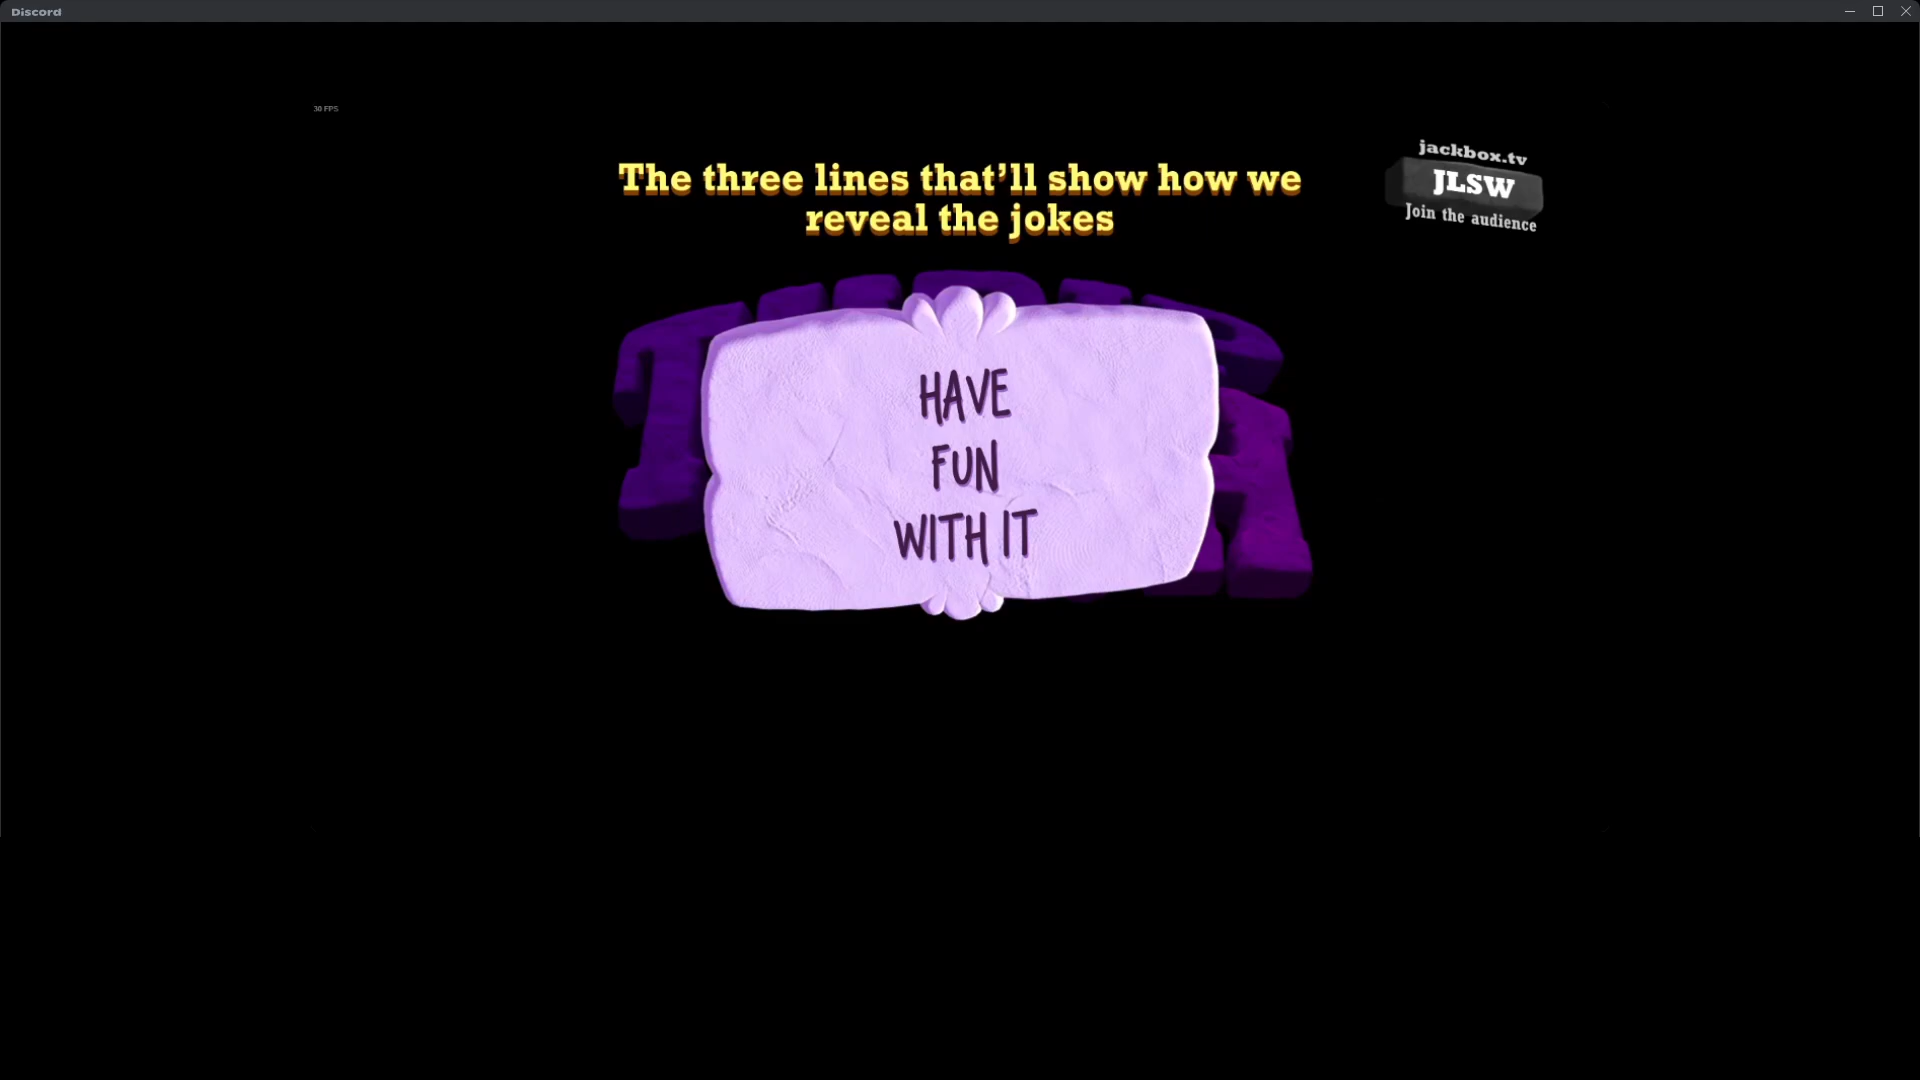 Discord
30 FPS
The three lines that’ll show how we
reveal the jokes
jackbox.tv
JLSW
Join the audience
HAVE
FUN
WITH IT